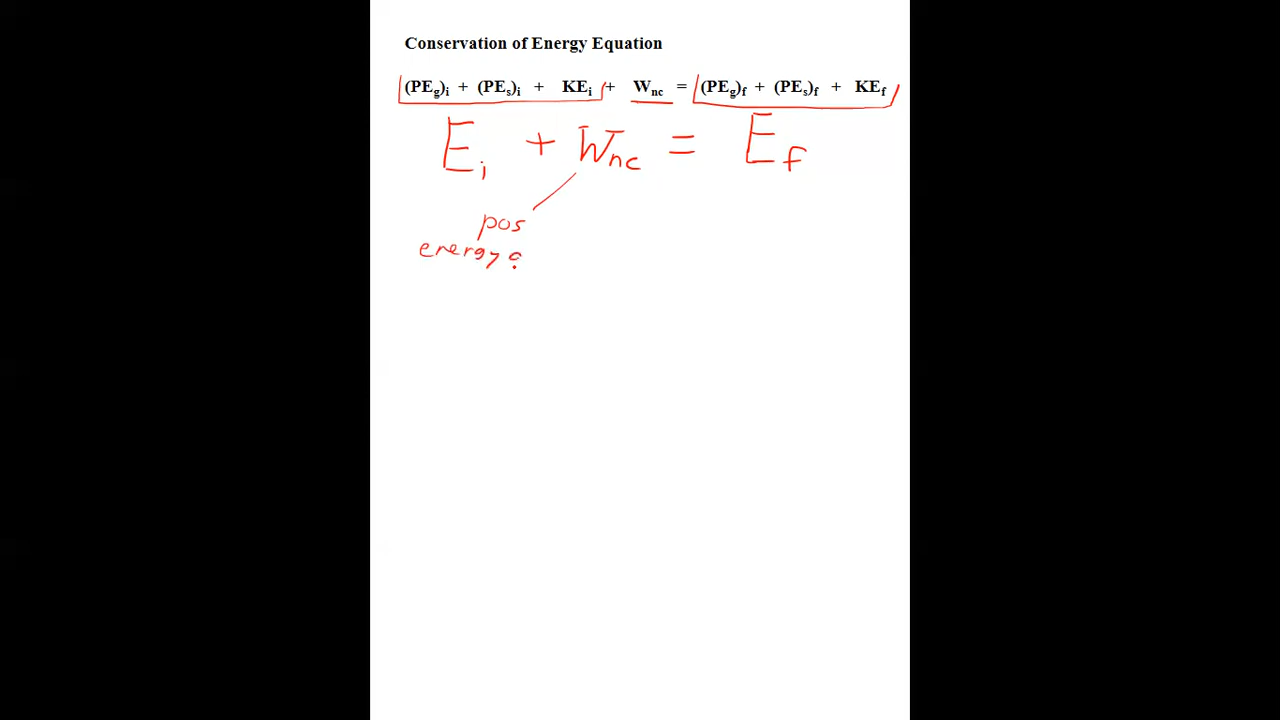 Conservation of Energy Equation
(PEg)i + (PEs)i + KEi + Wnc = (PEg)f + (PEs)f + KEf
Ei + Wnc = Ef
pos
energy